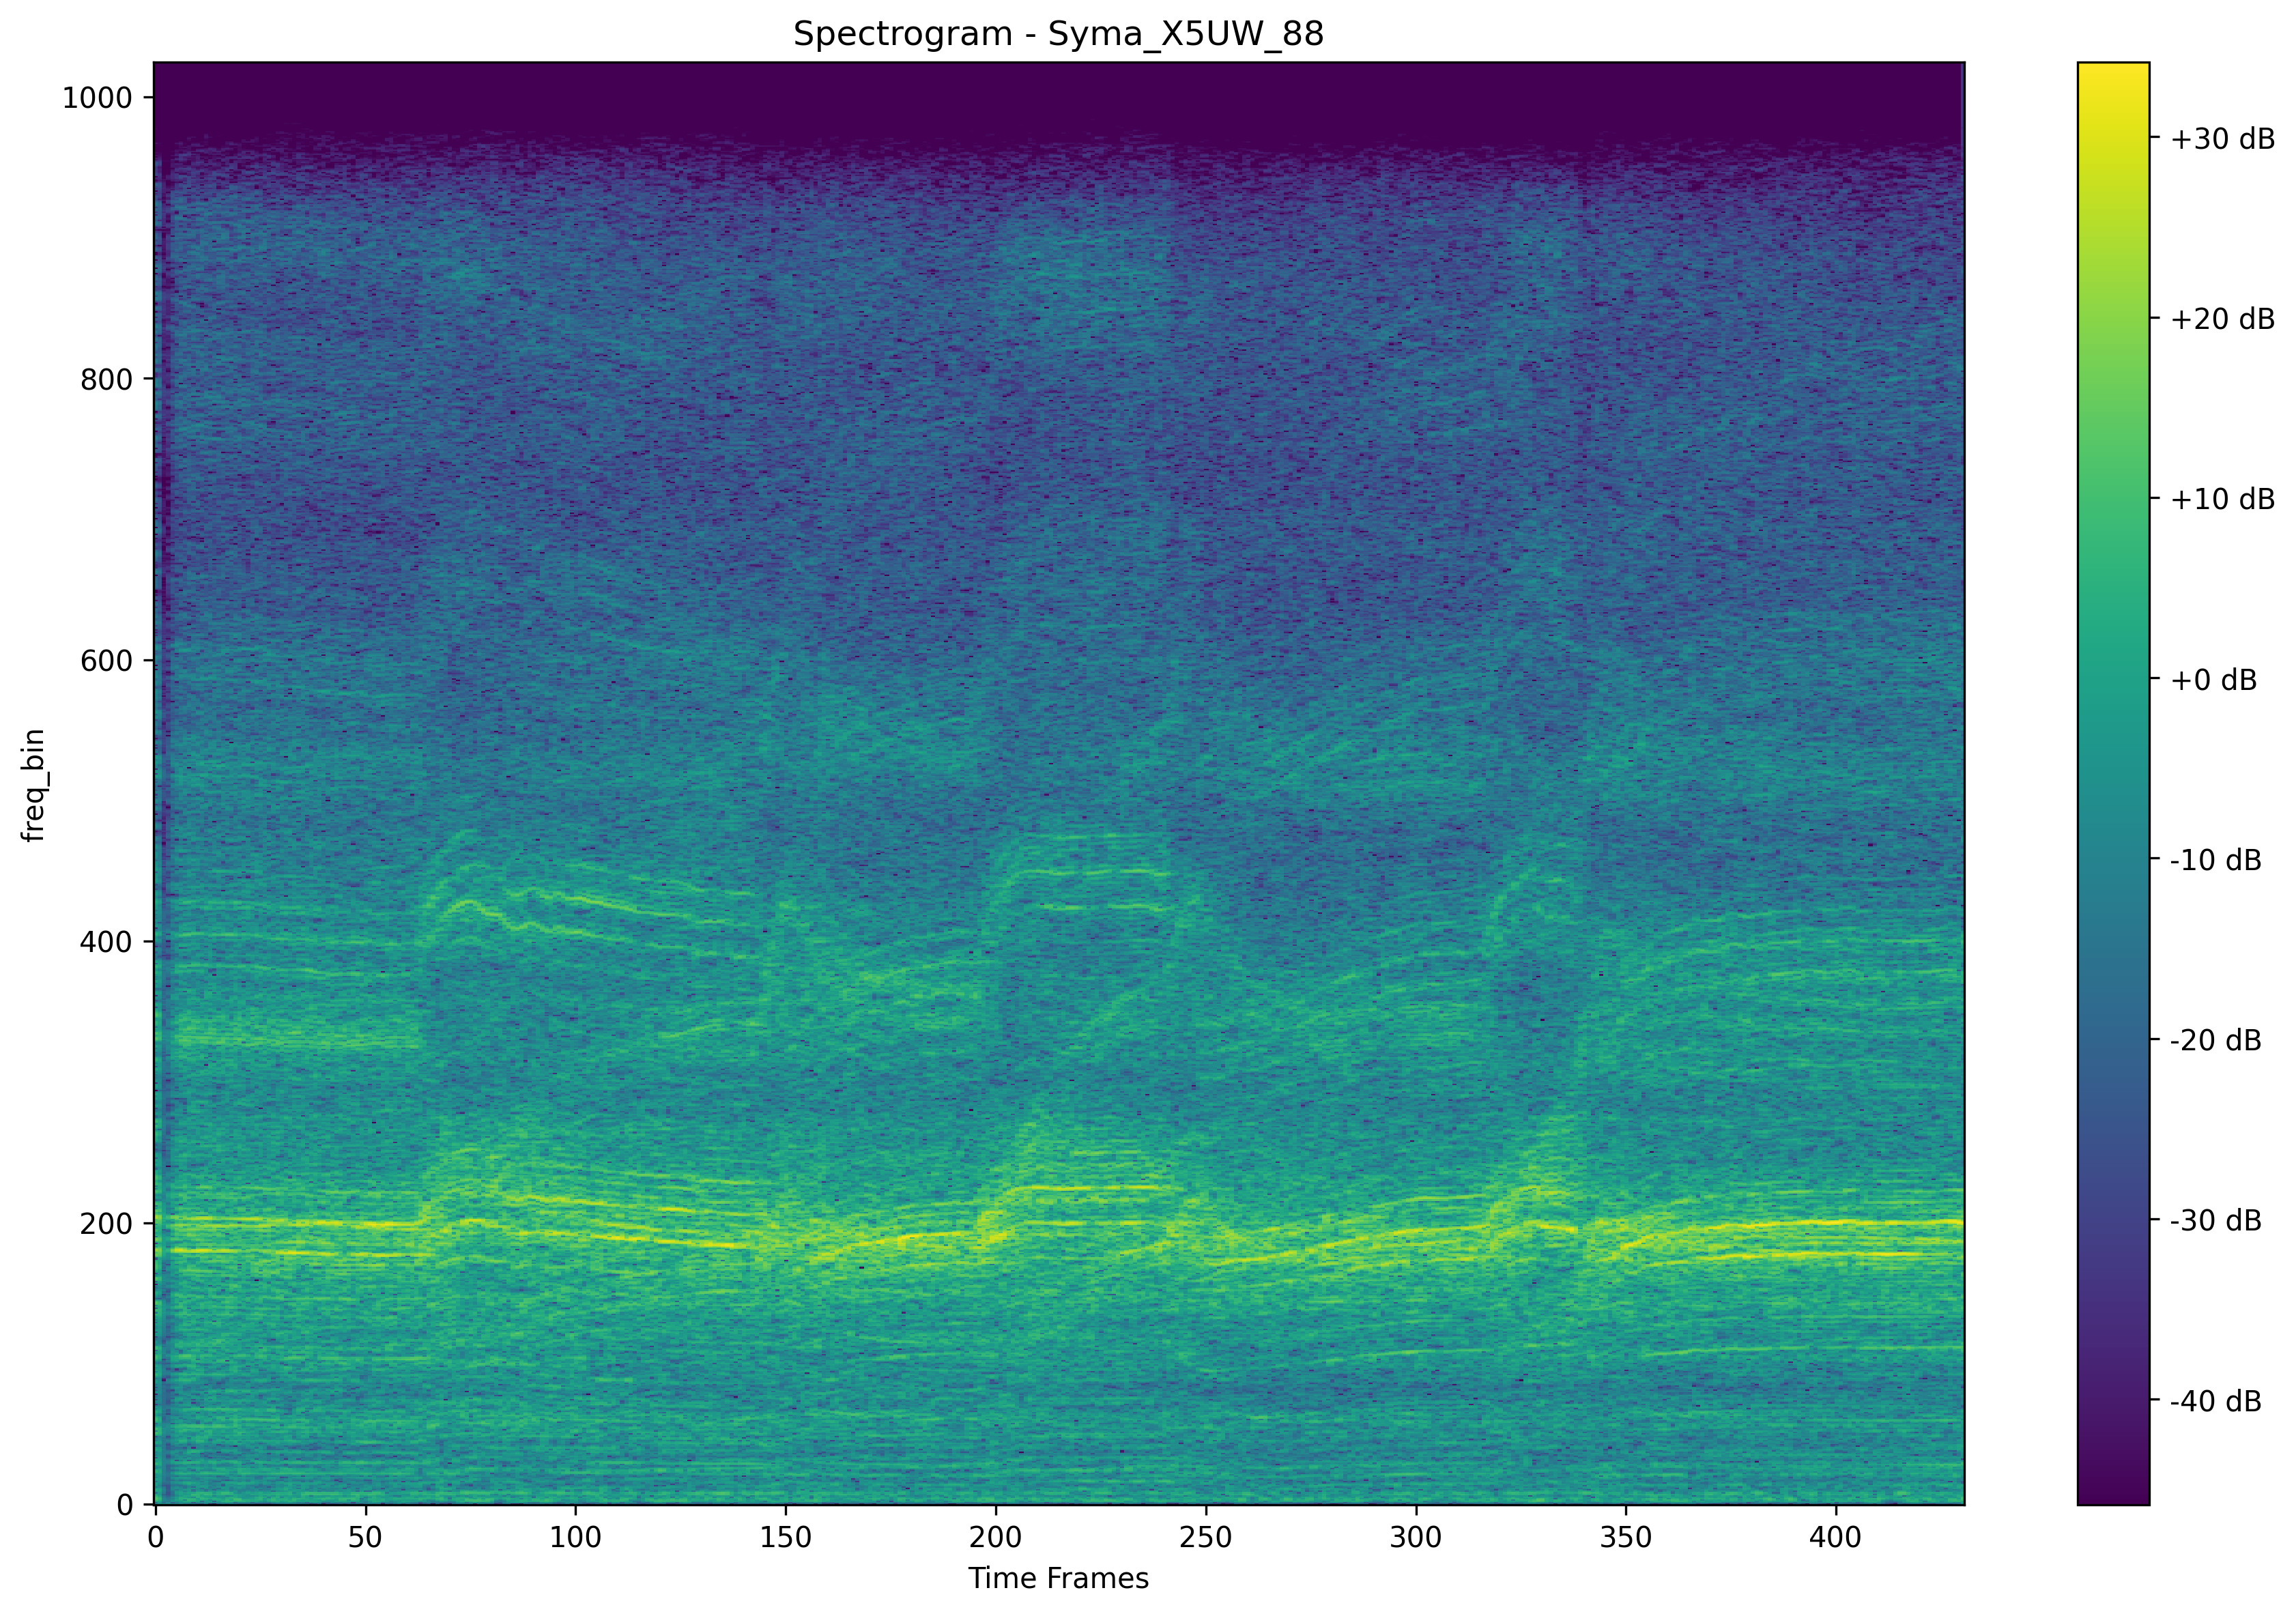 Spectrogram - Syma_X5UW_88
freq_bin
1000
800
600
400
200
0
0 50 100 150 200 250 300 350 400
Time Frames
+30 dB
+20 dB
+10 dB
+0 dB
-10 dB
-20 dB
-30 dB
-40 dB